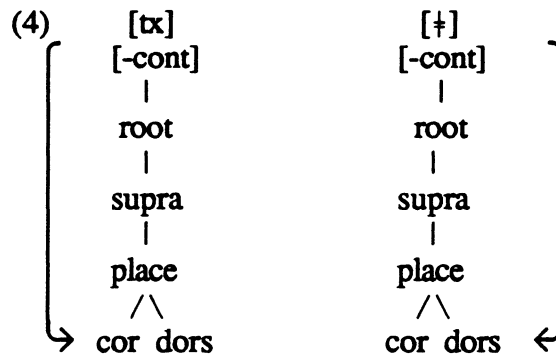 (4) [tx] [ǂ]
[-cont] [-cont]
root root
supra supra
place place
cor dors cor dors